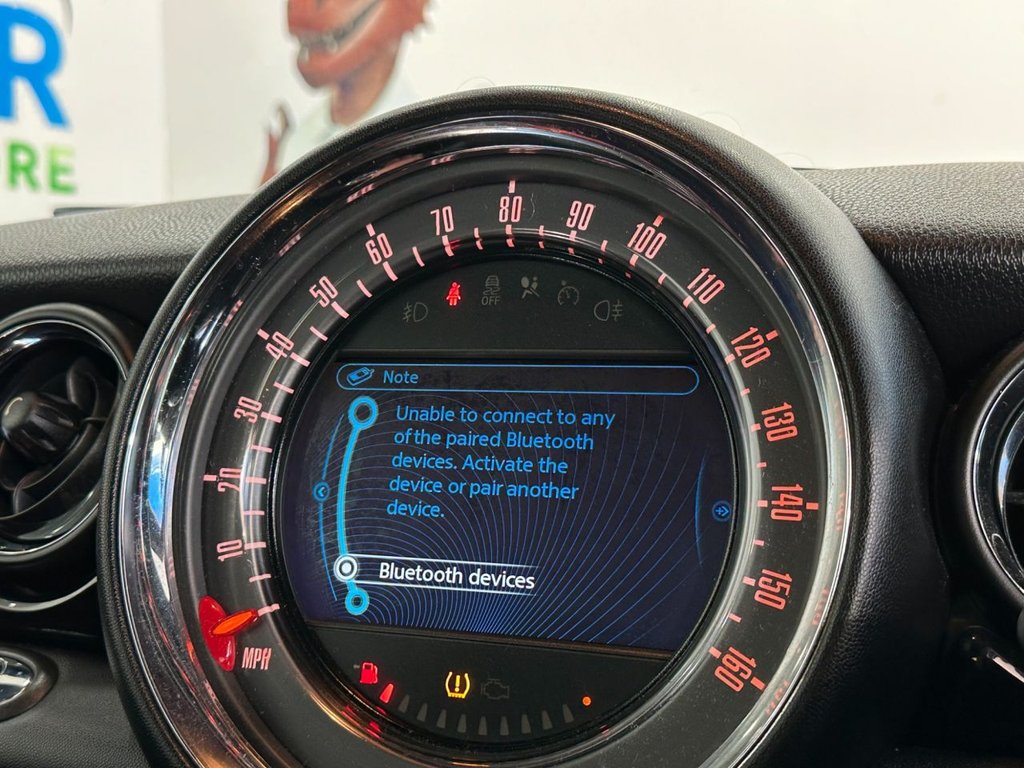 R
ORE
10
20
30
40
50
60
70
80
90
100
110
120
130
140
150
160
MPH
OFF
Note
Unable to connect to any
of the paired Bluetooth
devices. Activate the
device or pair another
device.
Bluetooth devices